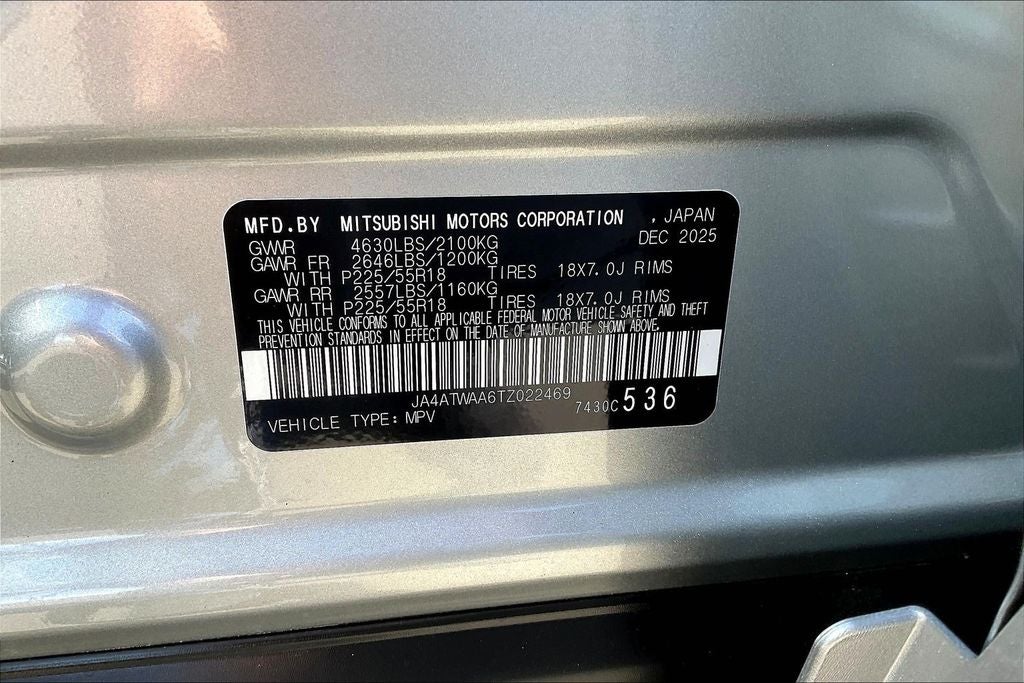 MFD.BY MITSUBISHI MOTORS CORPORATION , JAPAN
GWWR 4630LBS/2100KG DEC 2025
GAWR FR 2646LBS/1200KG
WITH P225/55R18 TIRES 18X7.0J RIMS
GAWR RR 2557LBS/1160KG
WITH P225/55R18 TIRES 18X7.0J RIMS
THIS VEHICLE CONFORMS TO ALL APPLICABLE FEDERAL MOTOR VEHICLE SAFETY AND THEFT
PREVENTION STANDARDS IN EFFECT ON THE DATE OF MANUFACTURE SHOWN ABOVE.
JA4ATWAA6TZ022469
VEHICLE TYPE: MPV 7430C 536